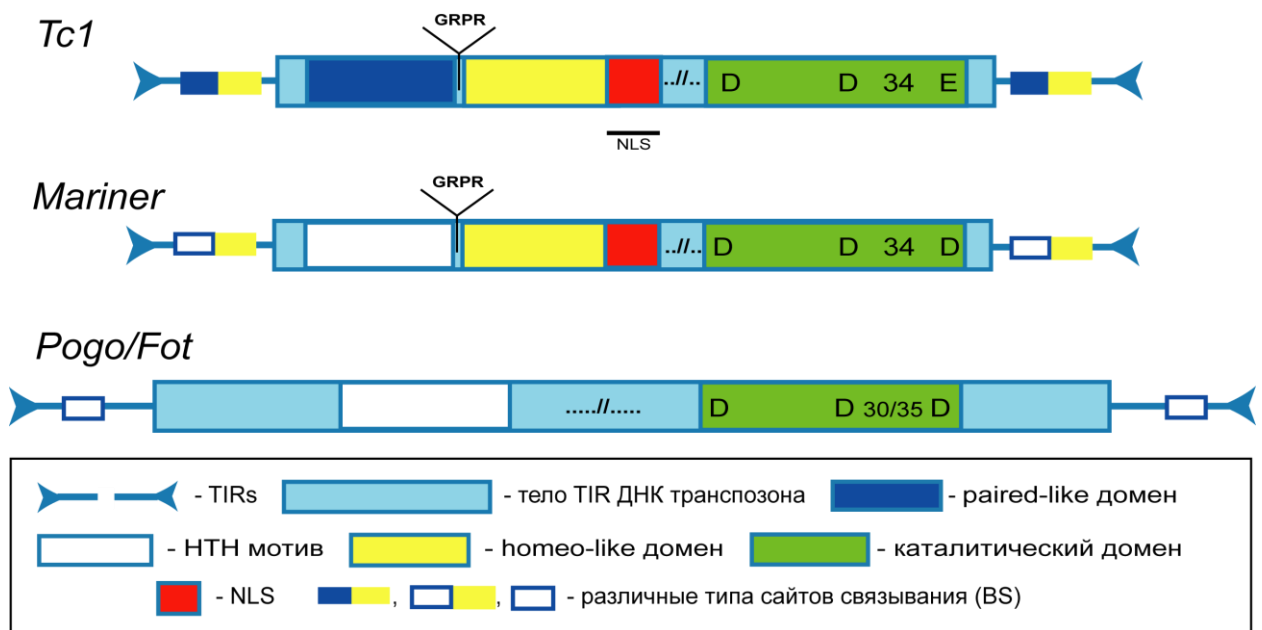 Tc1
GRPR
..//..
D D 34 E
NLS
Mariner
GRPR
..//..
D D 34 D
Pogo/Fot
.....//.....
D D 30/35 D
- TIRs - тело TIR ДНК транспозона - paired-like домен
- HTH мотив - homeo-like домен - каталитический домен
- NLS , , - различные типа сайтов связывания (BS)